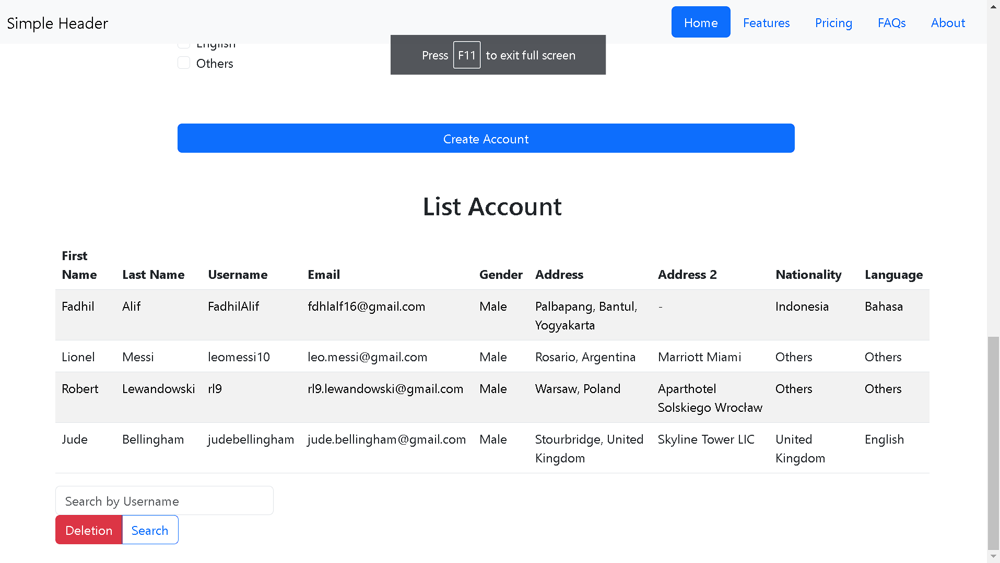 Simple Header
Home Features Pricing FAQs About
English
Press F11 to exit full screen
Others
Create Account
List Account
First
Name Last Name Username Email Gender Address Address 2 Nationality Language
Fadhil Alif FadhilAlif fdhlalf16@gmail.com Male Palbapang, Bantul, - Indonesia Bahasa
Yogyakarta
Lionel Messi leomessi10 leo.messi@gmail.com Male Rosario, Argentina Marriott Miami Others Others
Robert Lewandowski rl9 rl9.lewandowski@gmail.com Male Warsaw, Poland Aparthotel Others Others
Solskiego Wrocław
Jude Bellingham judebellingham jude.bellingham@gmail.com Male Stourbridge, United Skyline Tower LIC United English
Kingdom Kingdom
Search by Username
Deletion Search